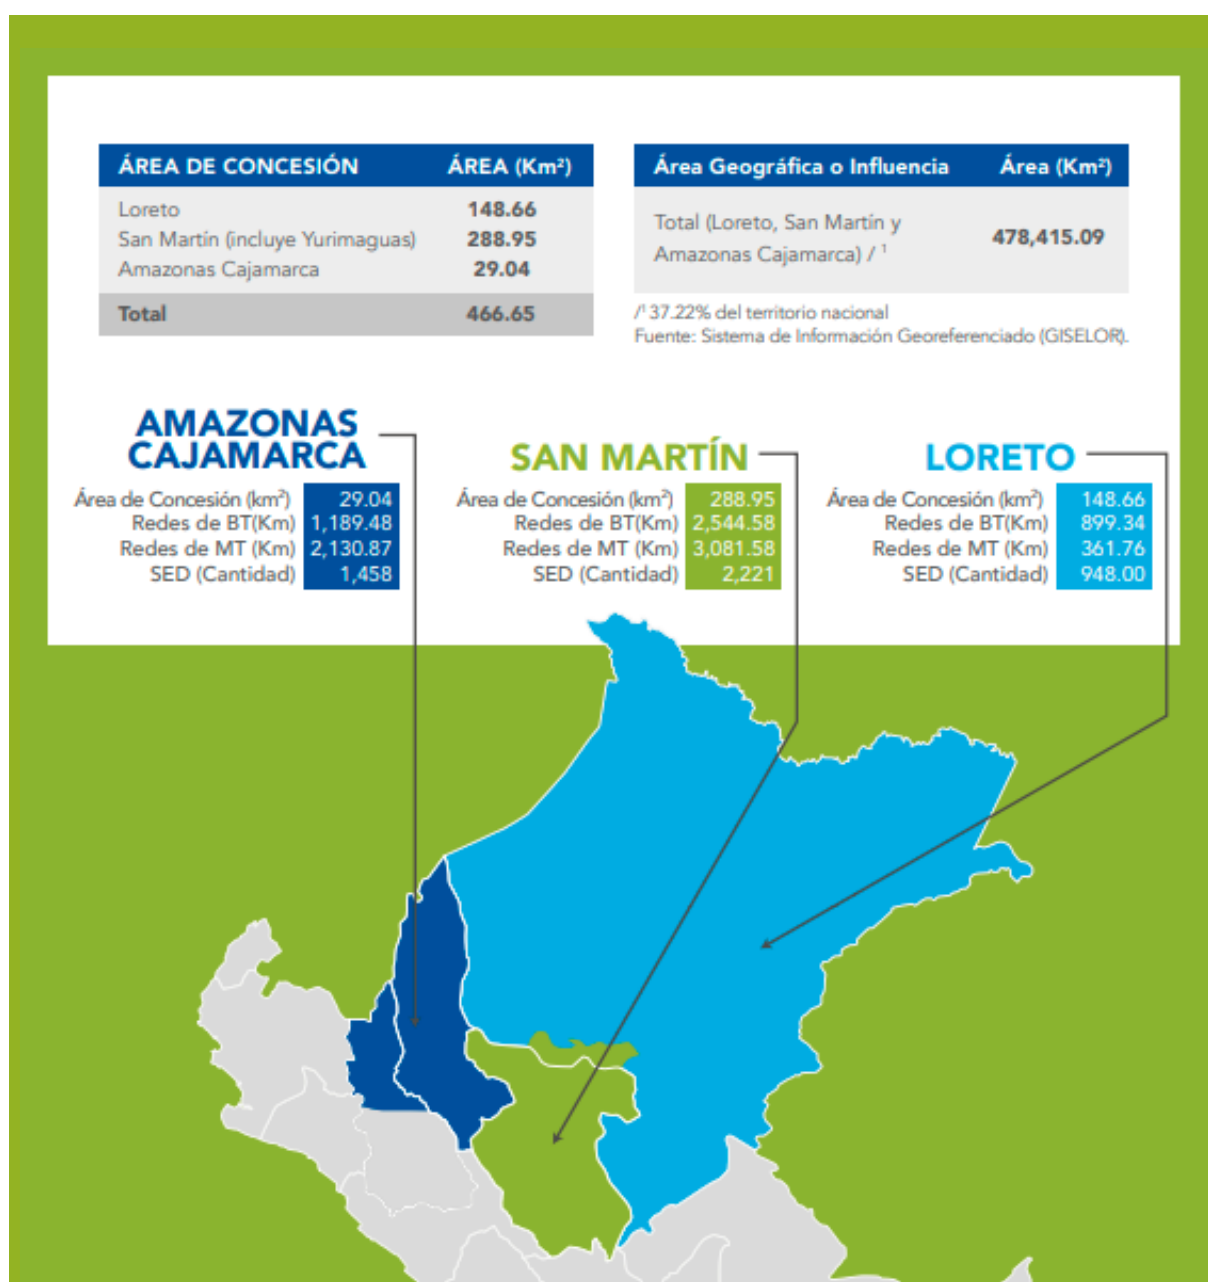 ÁREA DE CONCESIÓN ÁREA (Km²)
Loreto 148.66
San Martín (incluye Yurimaguas) 288.95
Amazonas Cajamarca 29.04
Total 466.65
Área Geográfica o Influencia Área (Km²)
Total (Loreto, San Martín y
Amazonas Cajamarca) / ¹ 478,415.09
/¹ 37.22% del territorio nacional
Fuente: Sistema de Información Georeferenciado (GISELOR).
AMAZONAS
CAJAMARCA
Área de Concesión (km²) 29.04
Redes de BT(Km) 1,189.48
Redes de MT (Km) 2,130.87
SED (Cantidad) 1,458
SAN MARTÍN
Área de Concesión (km²) 288.95
Redes de BT(Km) 2,544.58
Redes de MT (Km) 3,081.58
SED (Cantidad) 2,221
LORETO
Área de Concesión (km²) 148.66
Redes de BT(Km) 899.34
Redes de MT (Km) 361.76
SED (Cantidad) 948.00